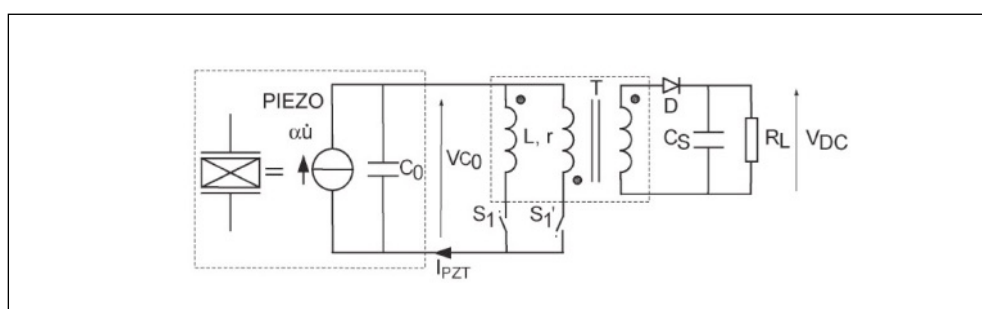 T
PIEZO
D
αu̇
L, r
C0
VC0
CS
RL
VDC
=
S1
S1'
IPZT